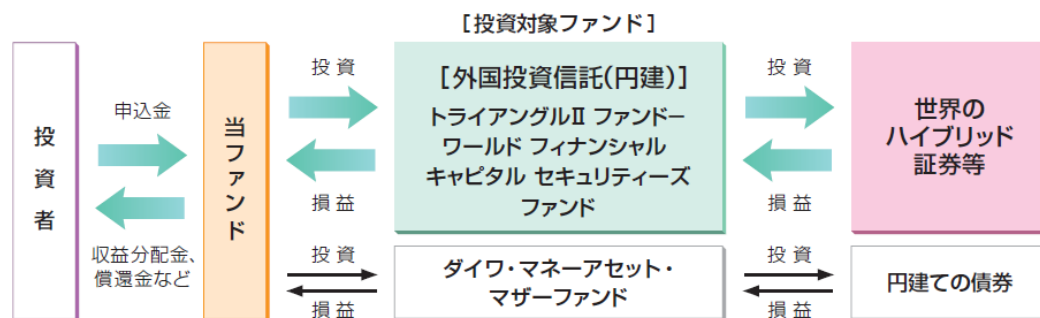 [投資対象ファンド]
投資者
申込金
収益分配金、
償還金など
当ファンド
投資
損益
[外国投資信託(円建)]
トライアングルⅡ ファンドー
ワールド フィナンシャル
キャピタル セキュリティーズ
ファンド
投資
損益
世界の
ハイブリッド
証券等
投資
損益
ダイワ・マネーアセット・
マザーファンド
投資
損益
円建ての債券